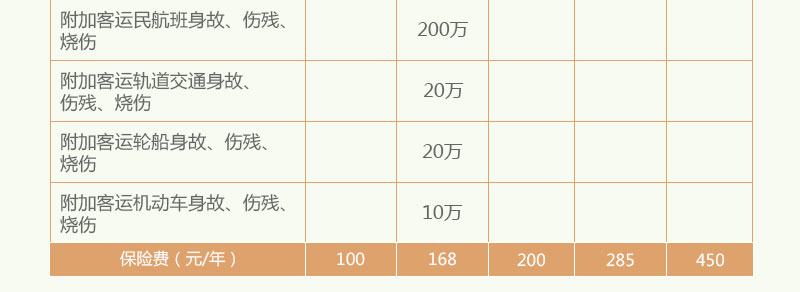 附加客运民航班身故、伤残、
烧伤
200万
附加客运轨道交通身故、
伤残、烧伤
20万
附加客运轮船身故、伤残、
烧伤
20万
附加客运机动车身故、伤残、
烧伤
10万
保险费（元/年） 100 168 200 285 450